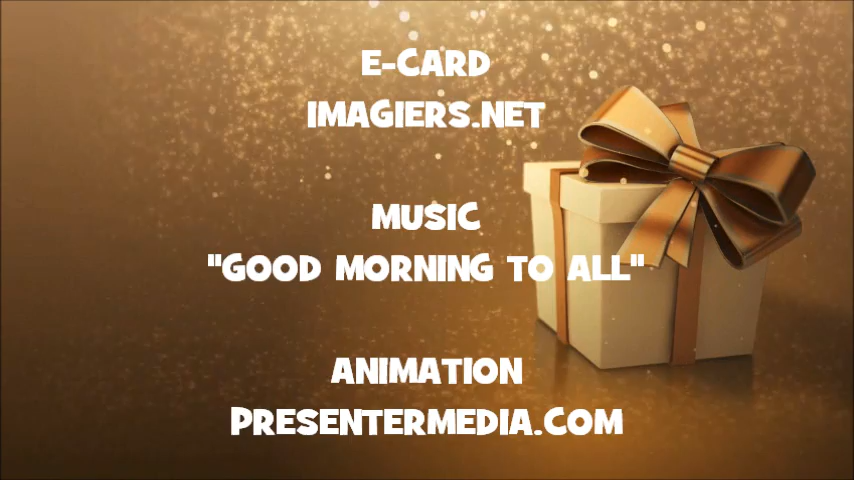 E-CARD
IMAGIERS.NET
MUSIC
"GOOD MORNING TO ALL"
ANIMATION
PRESENTERMEDIA.COM